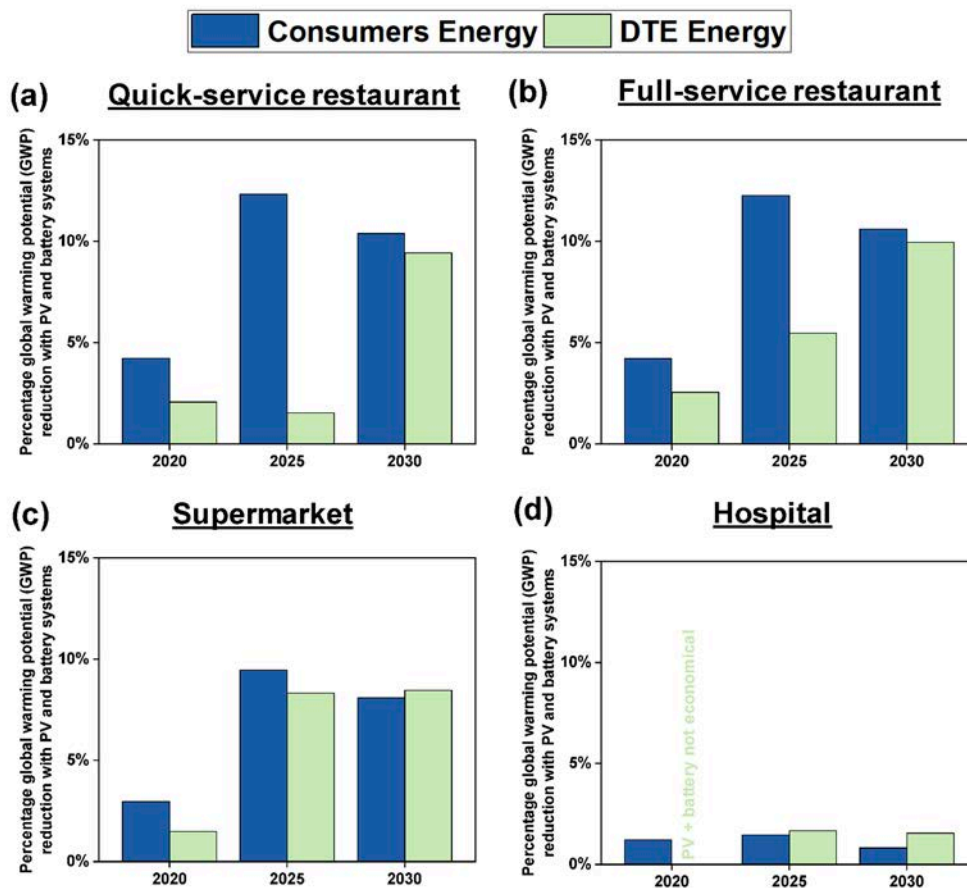 Consumers Energy DTE Energy
(a) Quick-service restaurant
Percentage global warming potential (GWP)
reduction with PV and battery systems
15%
10%
5%
0%
2020 2025 2030
(b) Full-service restaurant
Percentage global warming potential (GWP)
reduction with PV and battery systems
15%
10%
5%
0%
2020 2025 2030
(c) Supermarket
Percentage global warming potential (GWP)
reduction with PV and battery systems
15%
10%
5%
0%
2020 2025 2030
(d) Hospital
Percentage global warming potential (GWP)
reduction with PV and battery systems
15%
10%
5%
0%
PV + battery not economical
2020 2025 2030